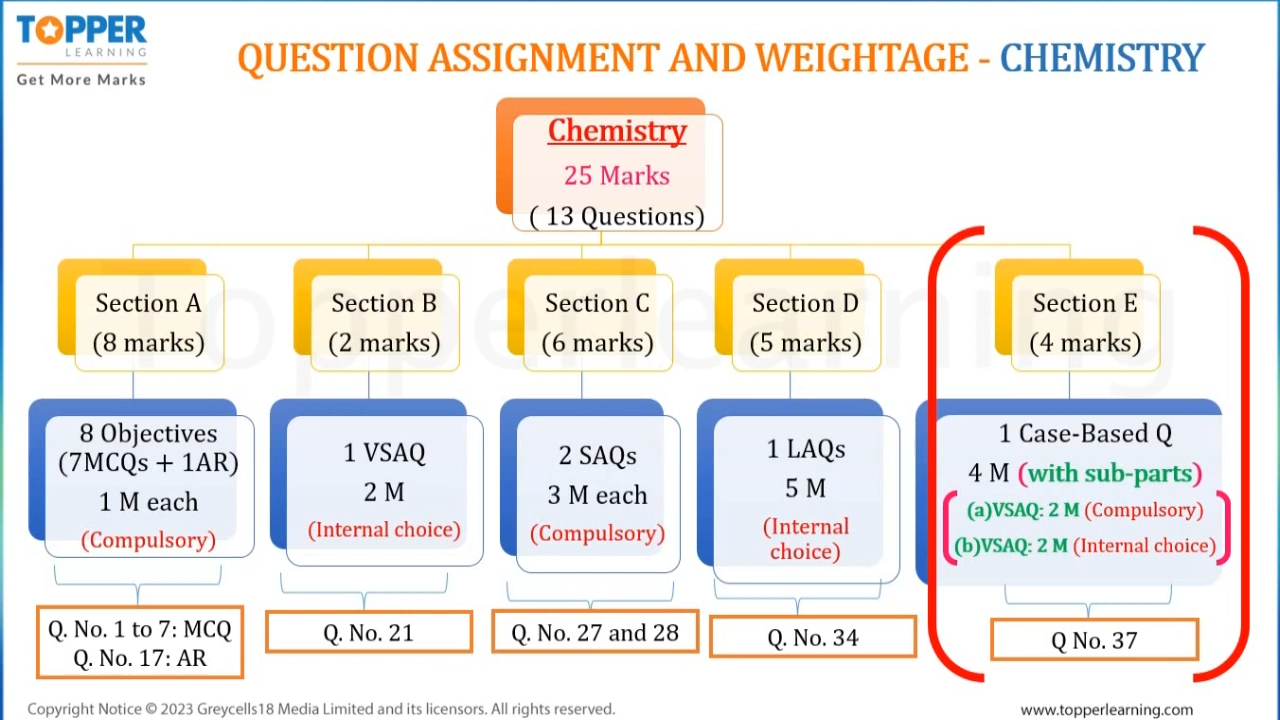 TOPPER
LEARNING
Get More Marks
QUESTION ASSIGNMENT AND WEIGHTAGE - CHEMISTRY
Chemistry
25 Marks
( 13 Questions)
Section A
(8 marks)
Section B
(2 marks)
Section C
(6 marks)
Section D
(5 marks)
Section E
(4 marks)
8 Objectives
(7MCQs + 1AR)
1 M each
(Compulsory)
1 VSAQ
2 M
(Internal choice)
2 SAQs
3 M each
(Compulsory)
1 LAQs
5 M
(Internal
choice)
1 Case-Based Q
4 M (with sub-parts)
(a)VSAQ: 2 M (Compulsory)
(b)VSAQ: 2 M (Internal choice)
Q. No. 1 to 7: MCQ
Q. No. 17: AR
Q. No. 21
Q. No. 27 and 28
Q. No. 34
Q No. 37
Topperlearning
Copyright Notice © 2023 Greycells18 Media Limited and its licensors. All rights reserved.
www.topperlearning.com